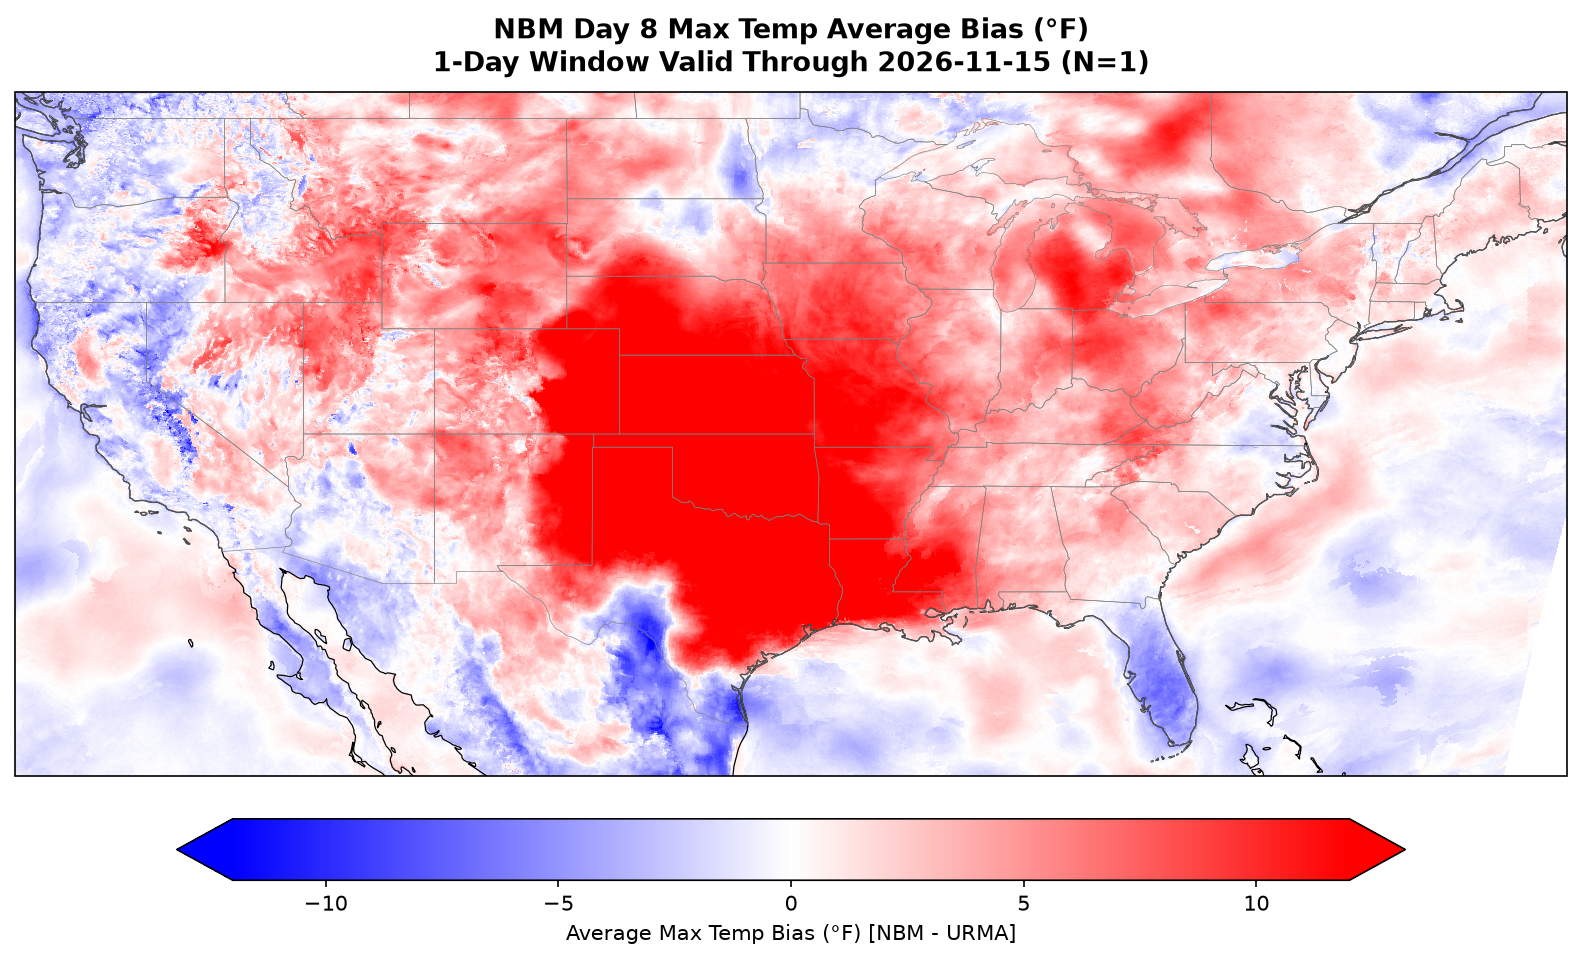 NBM Day 8 Max Temp Average Bias (°F)
1-Day Window Valid Through 2026-11-15 (N=1)
−10 −5 0 5 10
Average Max Temp Bias (°F) [NBM - URMA]